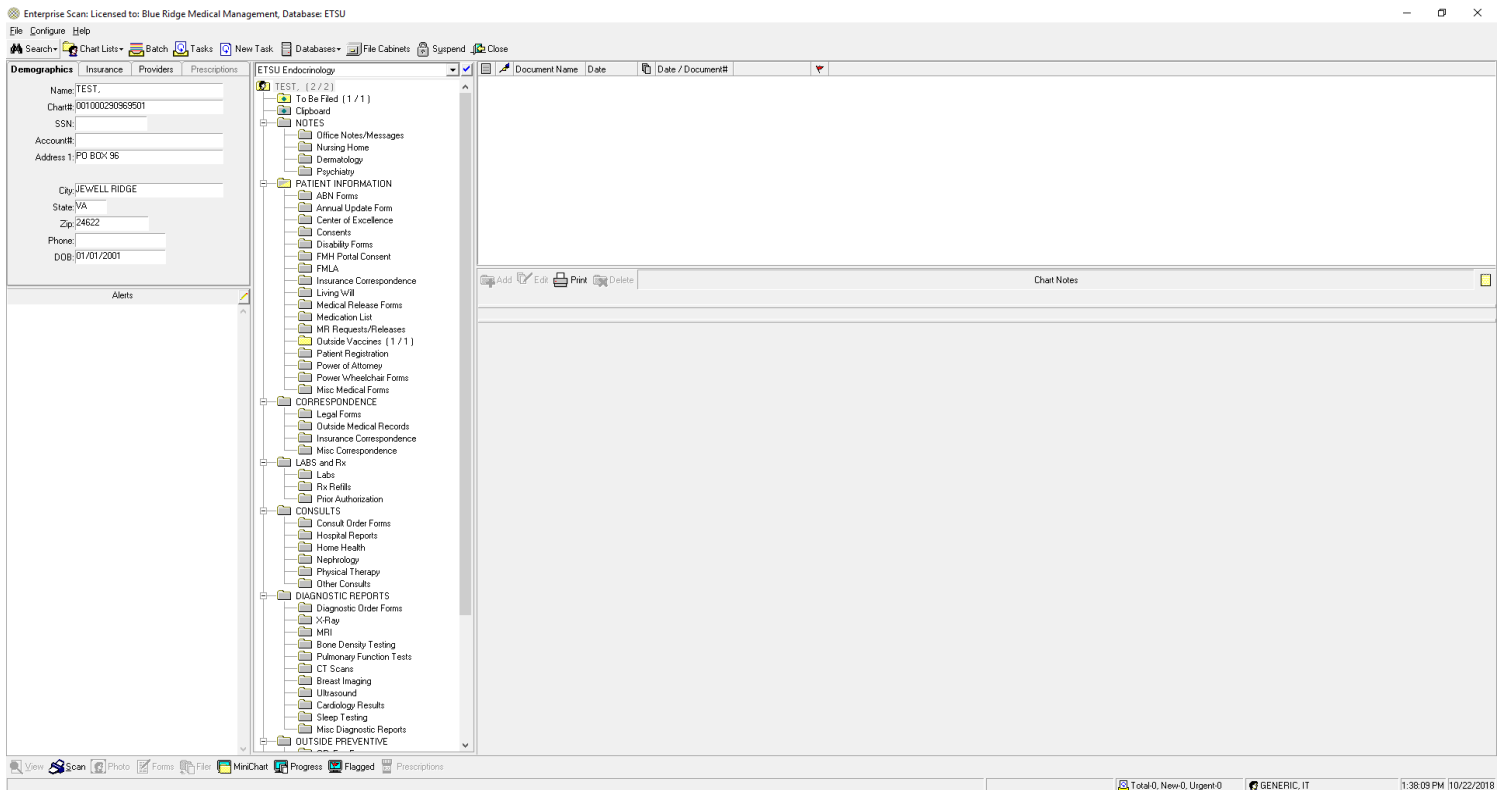 Enterprise Scan: Licensed to: Blue Ridge Medical Management, Database: ETSU
File Configure Help
Search Chart Lists Batch Tasks New Task Databases File Cabinets Suspend Close
Demographics Insurance Providers Prescriptions
Name: TEST,
Chart#: 001000290969501
SSN:
Account#:
Address 1: PO BOX 96
City: JEWELL RIDGE
State: VA
Zip: 24622
Phone:
DOB: 01/01/2001
Alerts
ETSU Endocrinology
TEST, (2/2)
To Be Filed (1/1)
Clipboard
NOTES
Office Notes/Messages
Nursing Home
Dermatology
Psychiatry
PATIENT INFORMATION
ABN Forms
Annual Update Form
Center of Excellence
Consents
Disability Forms
FMH Portal Consent
FMLA
Insurance Correspondence
Living Will
Medical Release Forms
Medication List
MR Requests/Releases
Outside Vaccines (1/1)
Patient Registration
Power of Attorney
Power Wheelchair Forms
Misc Medical Forms
CORRESPONDENCE
Legal Forms
Outside Medical Records
Insurance Correspondence
Misc Correspondence
LABS and Rx
Labs
Rx Refills
Prior Authorization
CONSULTS
Consult Order Forms
Hospital Reports
Home Health
Nephrology
Physical Therapy
Other Consults
DIAGNOSTIC REPORTS
Diagnostic Order Forms
X-Ray
MRI
Bone Density Testing
Pulmonary Function Tests
CT Scans
Breast Imaging
Ultrasound
Cardiology Results
Sleep Testing
Misc Diagnostic Reports
OUTSIDE PREVENTIVE
Document Name Date Date / Document#
Add Edit Print Delete Chart Notes
View Scan Photo Forms Filer MiniChart Progress Flagged Prescriptions
Total-0, New-0, Urgent-0 GENERIC, IT 1:38:09 PM 10/22/2018